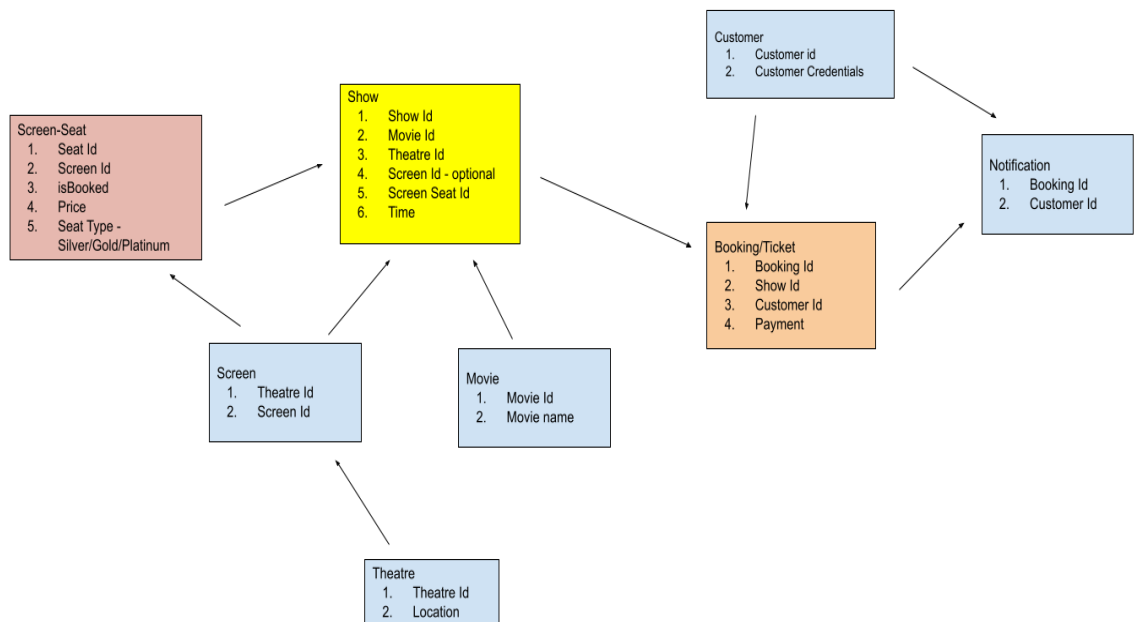 Customer
1. Customer id
2. Customer Credentials
Show
1. Show Id
2. Movie Id
3. Theatre Id
4. Screen Id - optional
5. Screen Seat Id
6. Time
Screen-Seat
1. Seat Id
2. Screen Id
3. isBooked
4. Price
5. Seat Type -
Silver/Gold/Platinum
Notification
1. Booking Id
2. Customer Id
Booking/Ticket
1. Booking Id
2. Show Id
3. Customer Id
4. Payment
Screen
1. Theatre Id
2. Screen Id
Movie
1. Movie Id
2. Movie name
Theatre
1. Theatre Id
2. Location